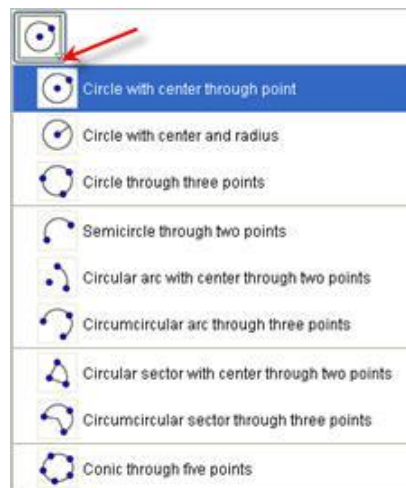 Circle with center through point
Circle with center and radius
Circle through three points
Semicircle through two points
Circular arc with center through two points
Circumcircular arc through three points
Circular sector with center through two points
Circumcircular sector through three points
Conic through five points